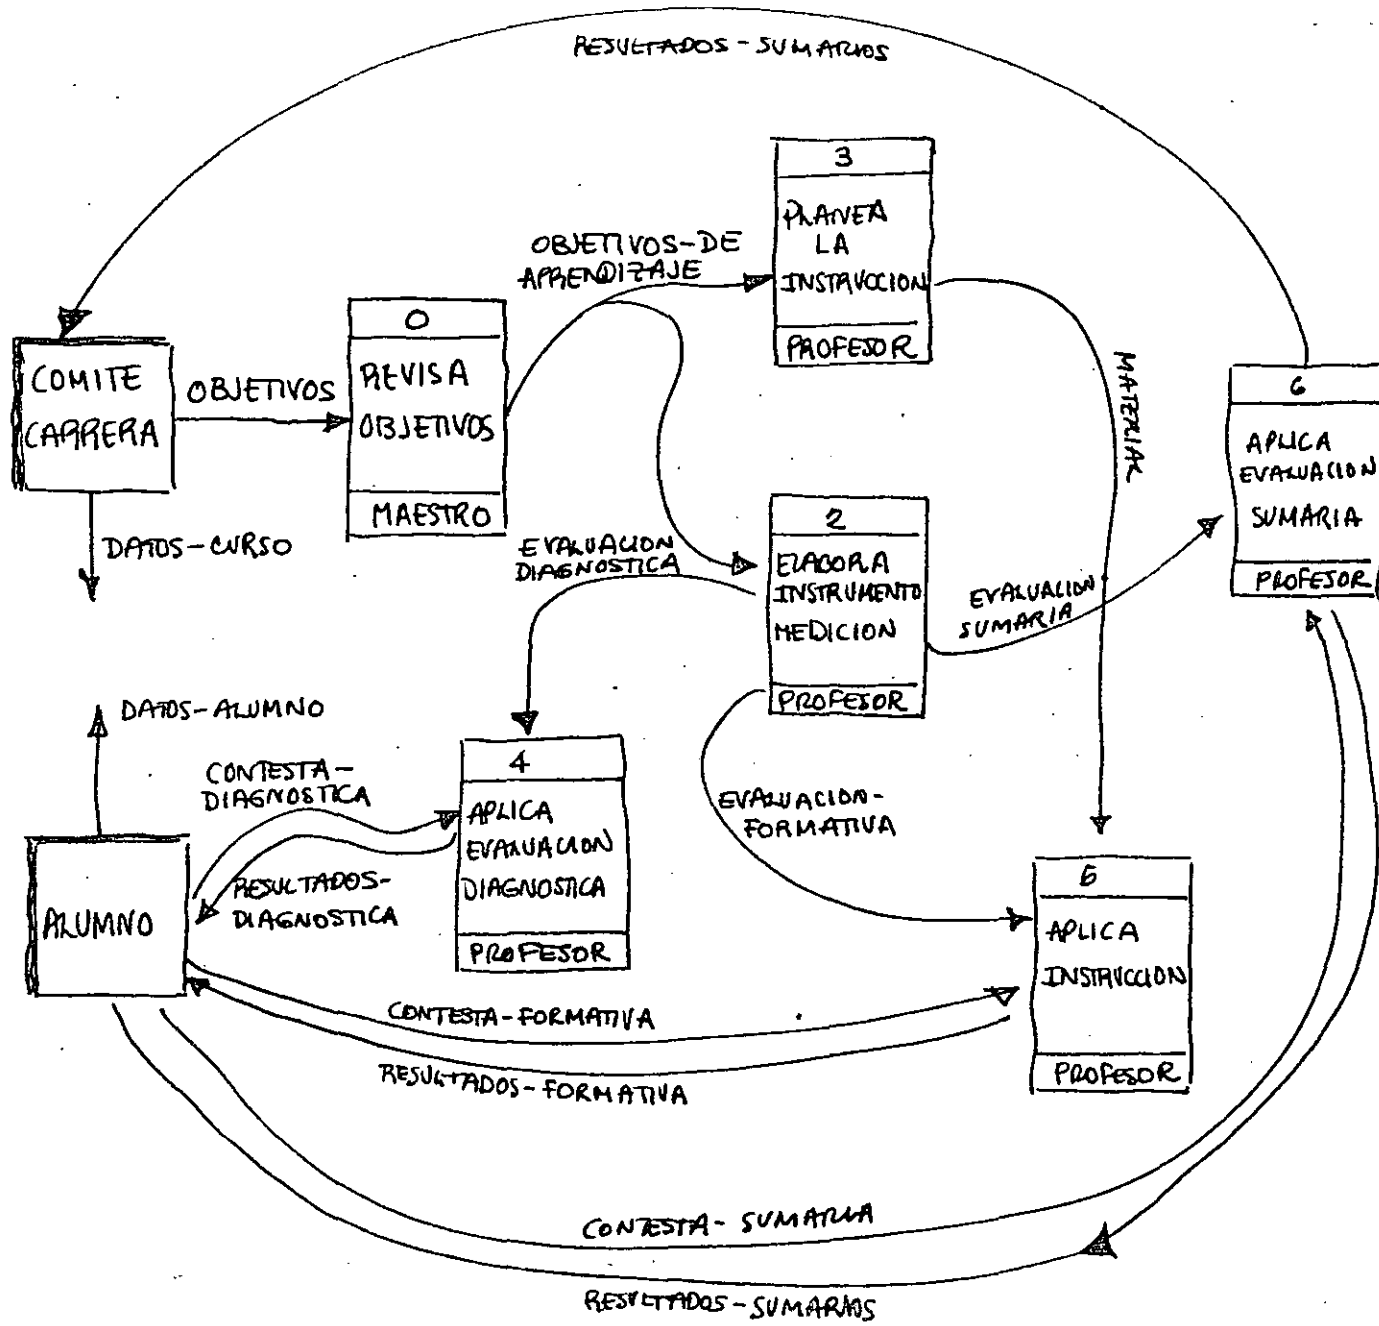 RESULTADOS-SUMARIOS
3
PLANEA
LA
INSTRUCCION
PROFESOR
OBJETIVOS-DE
APRENDIZAJE
0
REVISA
OBJETIVOS
MAESTRO
COMITE
CARRERA
OBJETIVOS
DATOS-CURSO
MATERIAL
6
APLICA
EVALUACION
SUMARIA
PROFESOR
2
ELABORA
INSTRUMENTO
MEDICION
PROFESOR
EVALUACION
DIAGNOSTICA
EVALUACION
SUMARIA
DATOS-ALUMNO
CONTESTA-
DIAGNOSTICA
4
APLICA
EVALUACION
DIAGNOSTICA
PROFESOR
EVALUACION-
FORMATIVA
ALUMNO
RESULTADOS-
DIAGNOSTICA
5
APLICA
INSTRUCCION
PROFESOR
CONTESTA-FORMATIVA
RESULTADOS-FORMATIVA
CONTESTA-SUMARIA
RESULTADOS-SUMARIOS